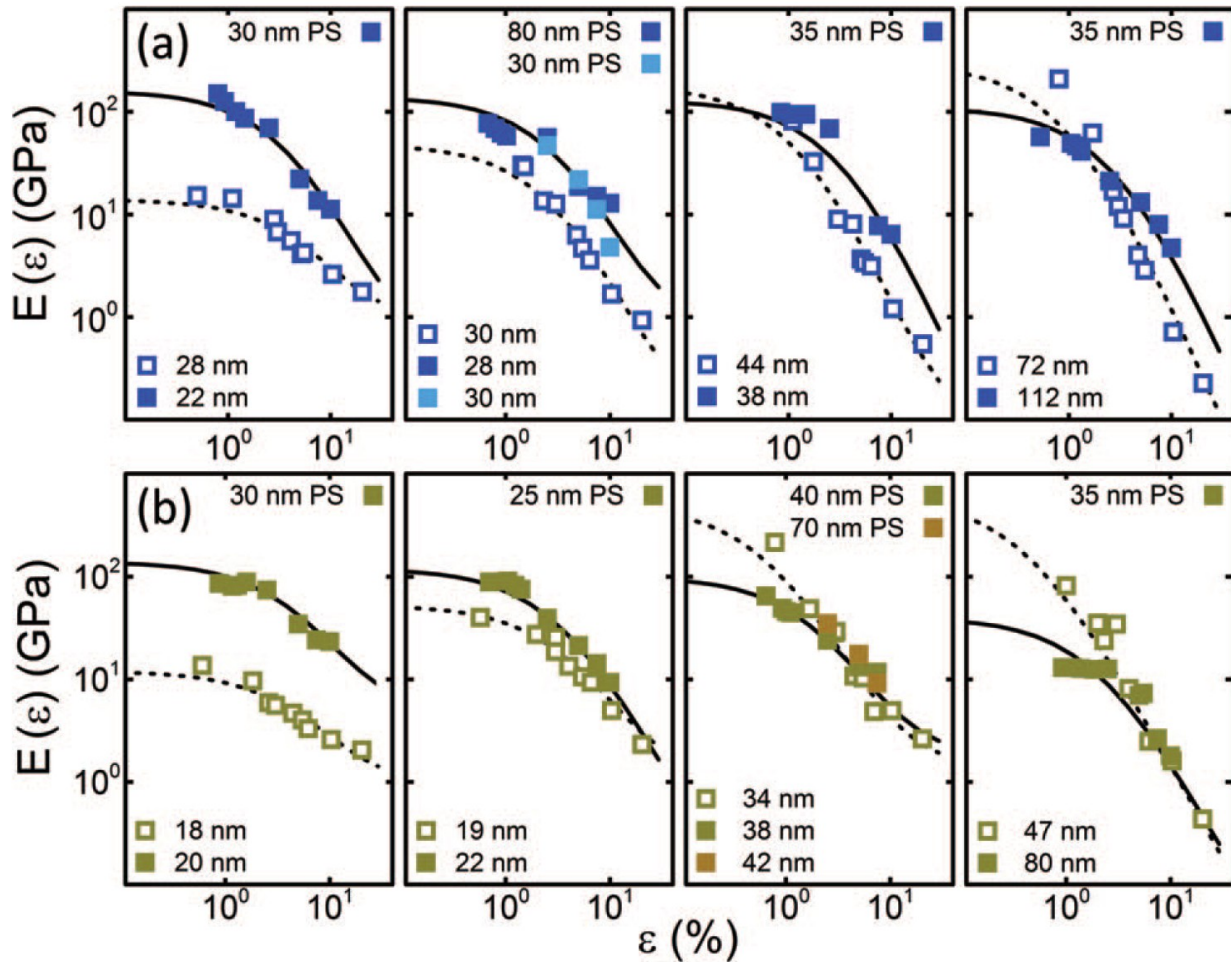 (a)
30 nm PS
80 nm PS
30 nm PS
35 nm PS
35 nm PS
E (ε) (GPa)
10²
10¹
10⁰
28 nm
22 nm
30 nm
28 nm
30 nm
44 nm
38 nm
72 nm
112 nm
10⁰ 10¹
10⁰ 10¹
10⁰ 10¹
10⁰ 10¹
(b)
30 nm PS
25 nm PS
40 nm PS
70 nm PS
35 nm PS
E (ε) (GPa)
10²
10¹
10⁰
18 nm
20 nm
19 nm
22 nm
34 nm
38 nm
42 nm
47 nm
80 nm
10⁰ 10¹
10⁰ 10¹
10⁰ 10¹
10⁰ 10¹
ε (%)